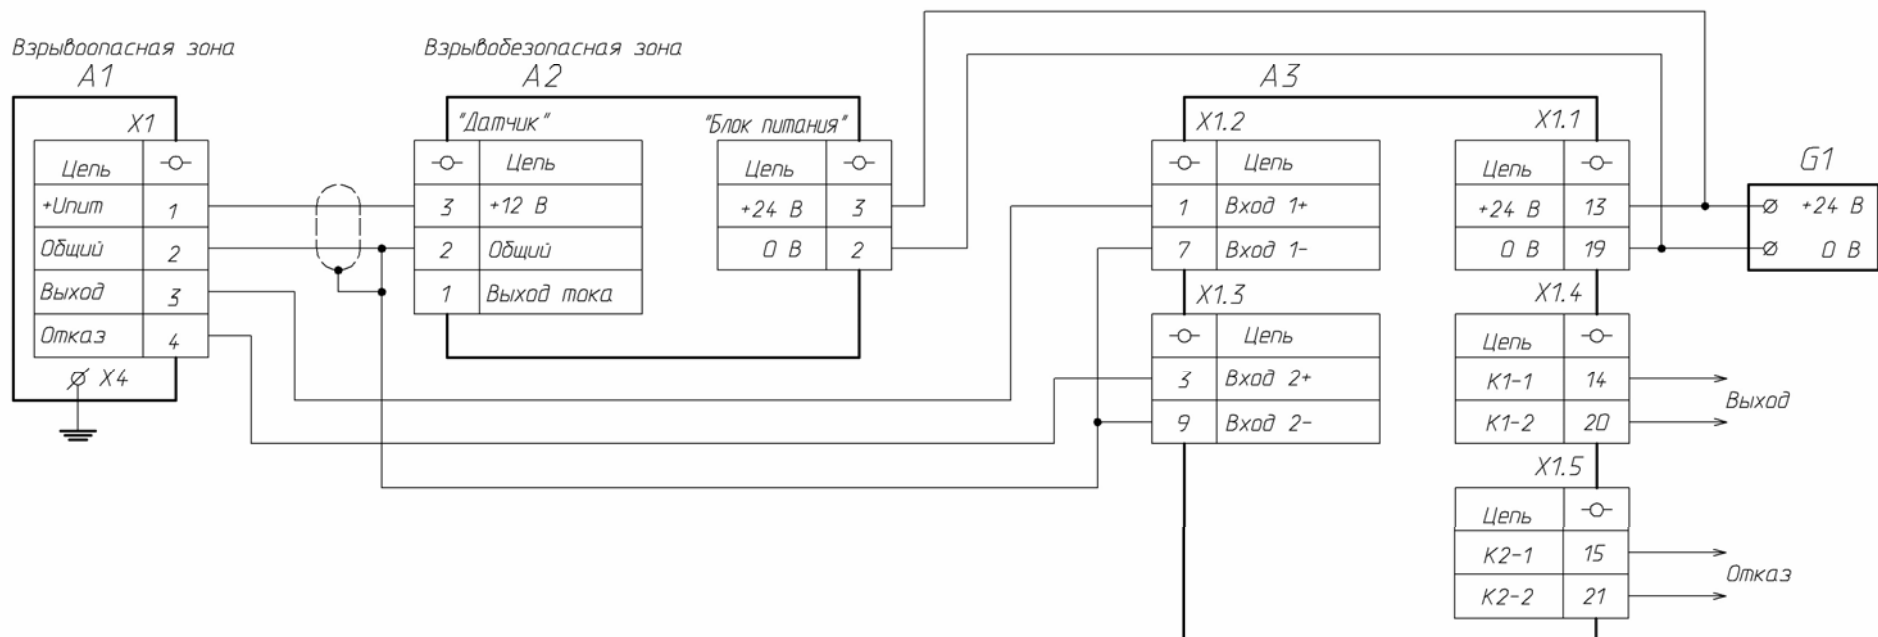 Взрывоопасная зона
A1
X1
Цепь
+Uпит 1
Общий 2
Выход 3
Отказ 4
X4
Взрывобезопасная зона
A2
"Датчик"
Цепь
3 +12 В
2 Общий
1 Выход тока
"Блок питания"
Цепь
+24 В 3
0 В 2
A3
X1.2
Цепь
1 Вход 1+
7 Вход 1-
X1.3
Цепь
3 Вход 2+
9 Вход 2-
X1.1
Цепь
+24 В 13
0 В 19
X1.4
Цепь
K1-1 14
K1-2 20
Выход
X1.5
Цепь
K2-1 15
K2-2 21
Отказ
G1
+24 В
0 В